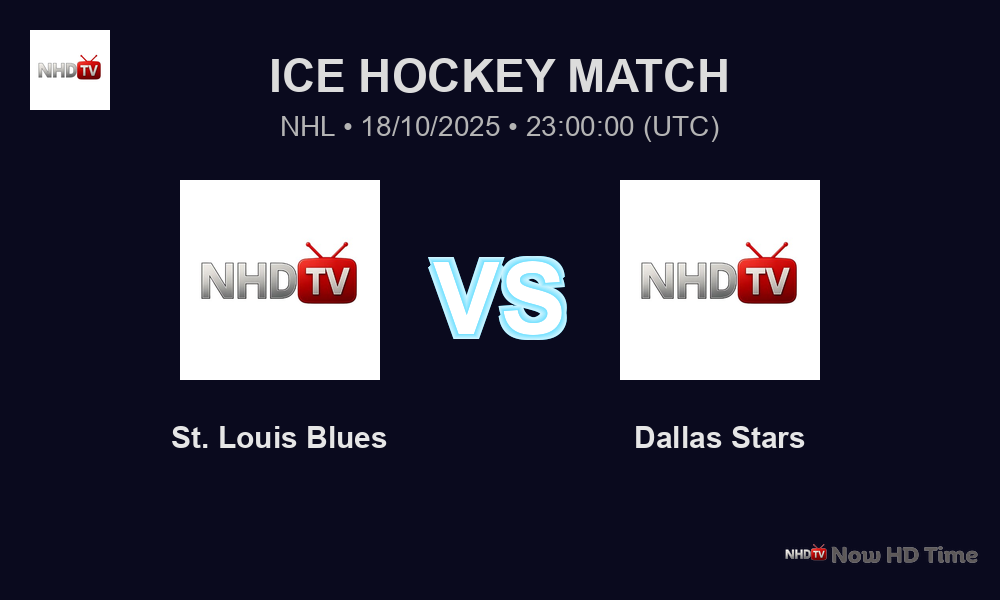 NHDTV
ICE HOCKEY MATCH
NHL • 18/10/2025 • 23:00:00 (UTC)
NHDTV
VS
NHDTV
St. Louis Blues
Dallas Stars
NHDTV Now HD Time